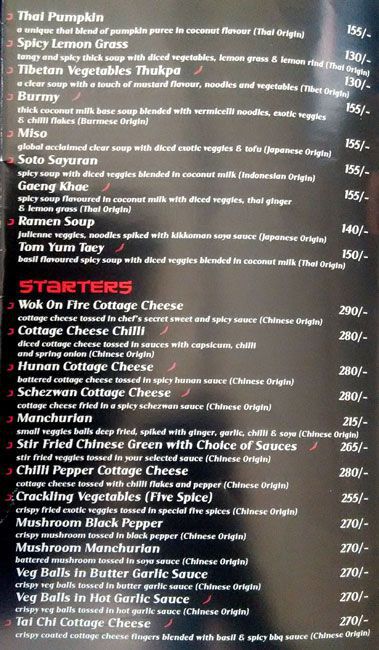 Thai Pumpkin 155/-
a unique thai blend of pumpkin puree in coconut flavour (Thai Origin)
Spicy Lemon Grass 130/-
tangy and spicy thick soup with diced vegetables, lemon grass & lemon rind (Thai Origin)
Tibetan Vegetables Thukpa 130/-
a clear soup with a touch of mustard flavour, noodles and vegetables (Tibet Origin)
Burmy 155/-
thick coconut milk base soup blended with vermicelli noodles, exotic veggies
& chilli flakes (Burmese Origin)
Miso 155/-
global acclaimed clear soup with diced exotic veggies & tofu (Japanese Origin)
Soto Sayuran 155/-
spicy soup with diced veggies blended in coconut milk (Indonesian Origin)
Gaeng Khae 155/-
spicy soup flavoured in coconut milk with diced veggies, thai ginger
& lemon grass (Thai Origin)
Ramen Soup 140/-
julienne veggies, noodles spiked with kikkoman soya sauce (Japanese Origin)
Tom Yum Taey 150/-
basil flavoured spicy soup with diced veggies blended in coconut milk (Thai Origin)
STARTERS
Wok On Fire Cottage Cheese 290/-
cottage cheese tossed in chef's secret sweet and spicy sauce (Chinese Origin)
Cottage Cheese Chilli 280/-
diced cottage cheese tossed in sauces with capsicum, chilli
and spring onion (Chinese Origin)
Hunan Cottage Cheese 280/-
battered cottage cheese tossed in spicy hunan sauce (Chinese Origin)
Schezwan Cottage Cheese 280/-
cottage cheese fried in a spicy schezwan sauce (Chinese Origin)
Manchurian 215/-
small veggies balls deep fried, spiked with ginger, garlic, chilli & soya (Chinese Origin)
Stir Fried Chinese Green with Choice of Sauces 265/-
stir fried veggies tossed in your selected sauce (Chinese Origin)
Chilli Pepper Cottage Cheese 280/-
cottage cheese tossed with chilli flakes and pepper (Chinese Origin)
Crackling Vegetables (Five Spice) 255/-
crispy fried exotic veggies tossed in special five spices (Chinese Origin)
Mushroom Black Pepper 270/-
crispy mushroom tossed in black pepper (Chinese Origin)
Mushroom Manchurian 270/-
battered mushroom tossed in soya sauce (Chinese Origin)
Veg Balls in Butter Garlic Sauce 270/-
crispy veg balls tossed in butter garlic sauce (Chinese Origin)
Veg Balls in Hot Garlic Sauce 270/-
crispy veg balls tossed in hot garlic sauce (Chinese Origin)
Tai Chi Cottage Cheese 270/-
crispy coated cottage cheese fingers blended with basil & spicy bbq sauce (Chinese Origin)